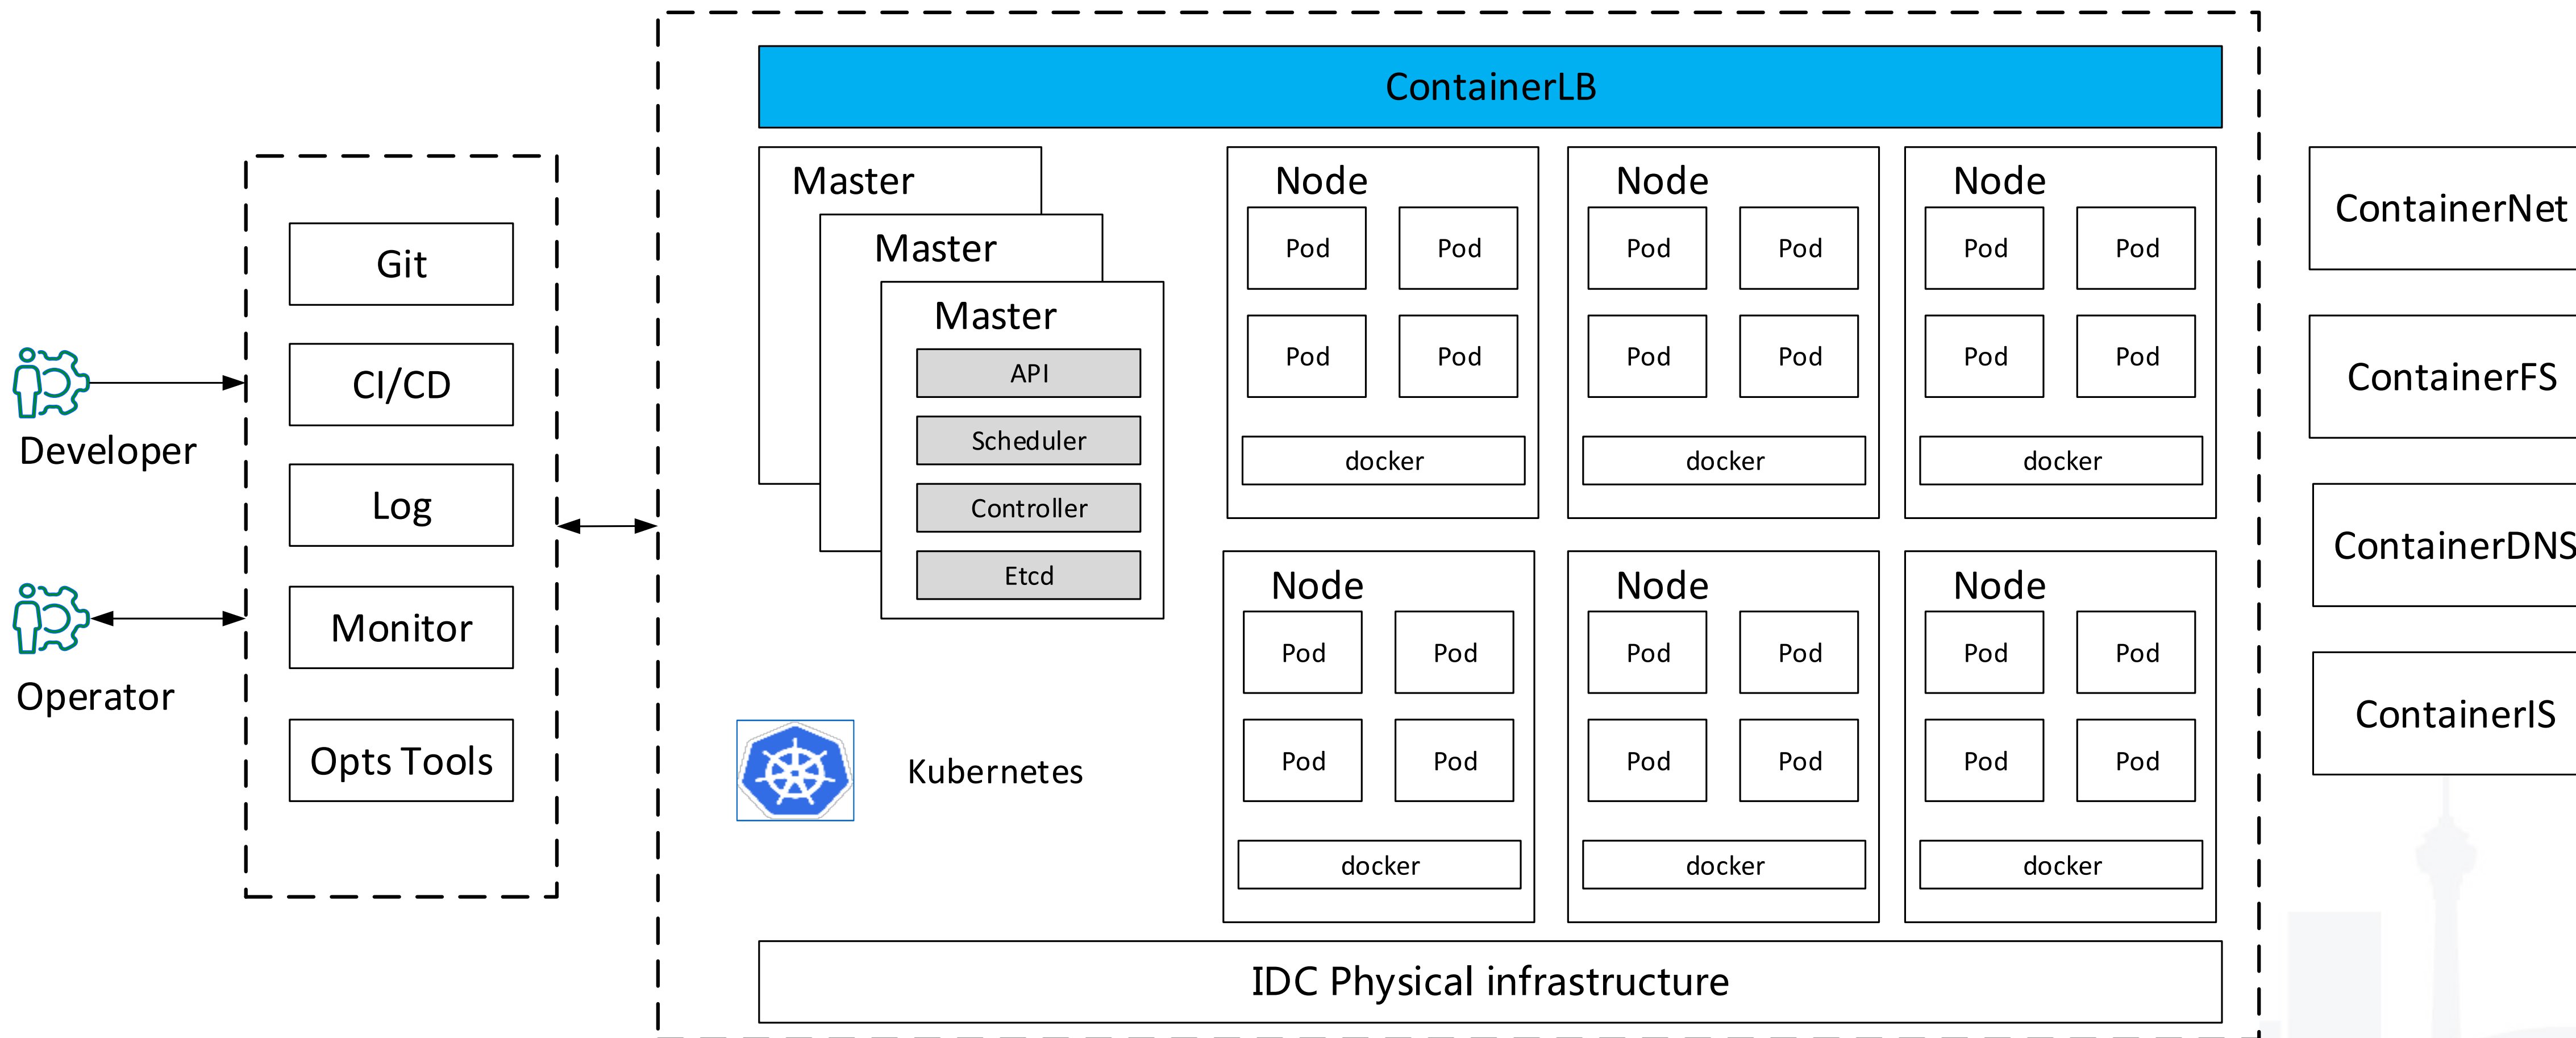 ContainerLB
Developer
Operator
Git
CI/CD
Log
Monitor
Opts Tools
Master
Master
Master
API
Scheduler
Controller
Etcd
Kubernetes
Node
Pod Pod
Pod Pod
docker
Node
Pod Pod
Pod Pod
docker
Node
Pod Pod
Pod Pod
docker
Node
Pod Pod
Pod Pod
docker
Node
Pod Pod
Pod Pod
docker
Node
Pod Pod
Pod Pod
docker
IDC Physical infrastructure
ContainerNet
ContainerFS
ContainerDNS
ContainerIS